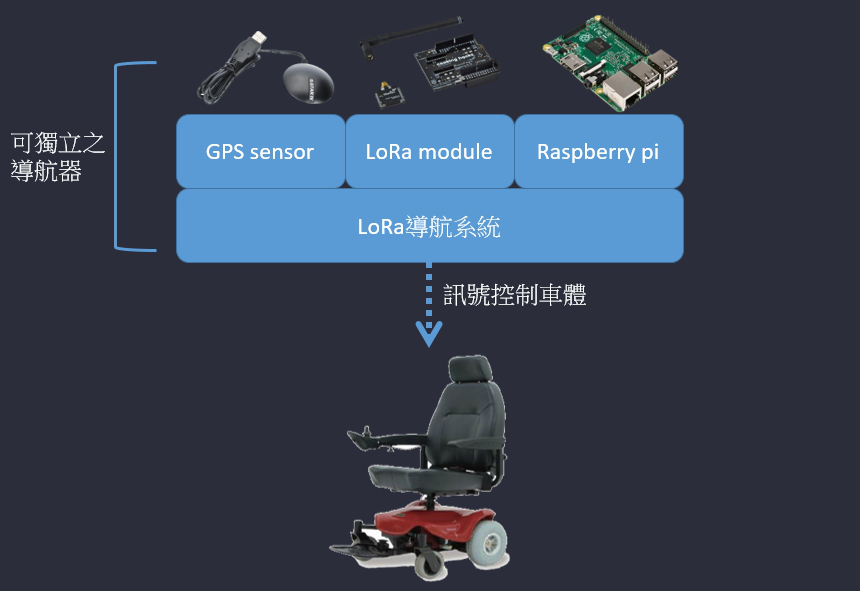 可獨立之
導航器
GPS sensor
LoRa module
Raspberry pi
LoRa導航系統
訊號控制車體